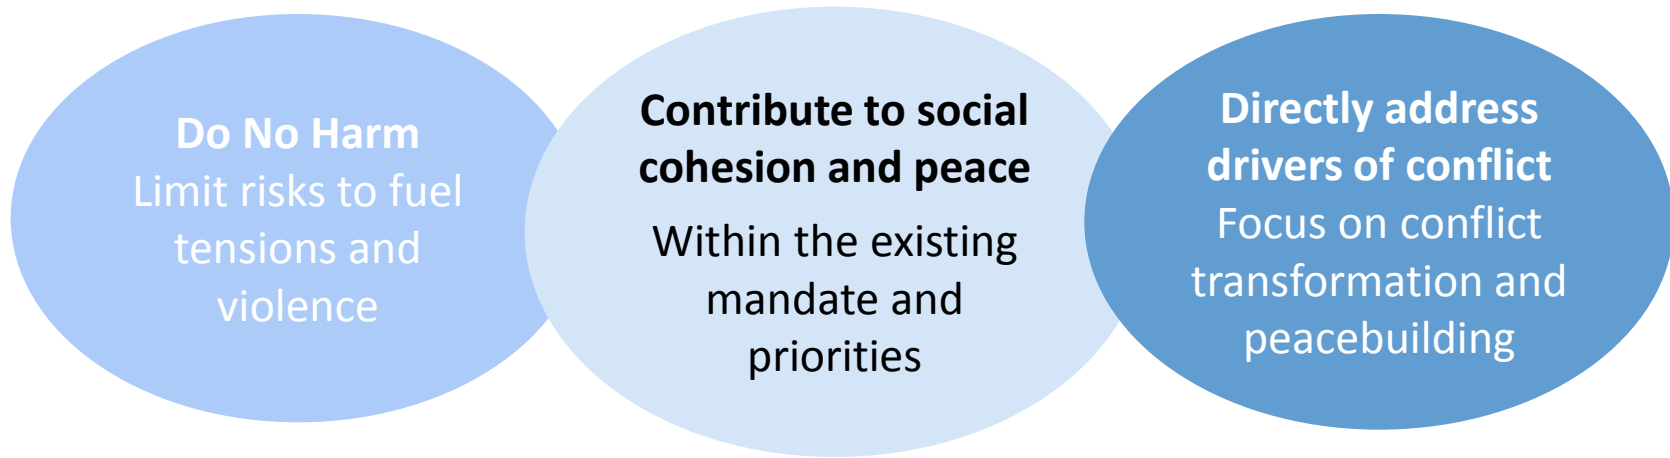 Do No Harm
Limit risks to fuel
tensions and
violence
Contribute to social
cohesion and peace
Within the existing
mandate and
priorities
Directly address
drivers of conflict
Focus on conflict
transformation and
peacebuilding